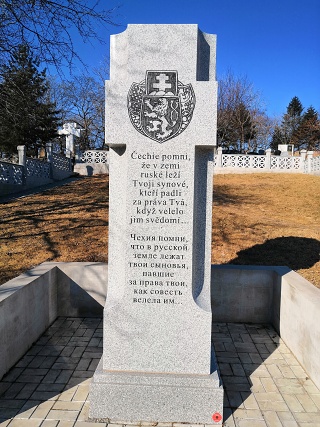 Čechie pomni,
že v zemi
ruské leží
Tvoji synové,
kteří padli
za práva Tvá,
když velelo
jim svědomí...
Чехия помни,
что в русской
земле лежат
твои сыновья,
павшие
за права твои,
как совесть
велела им...